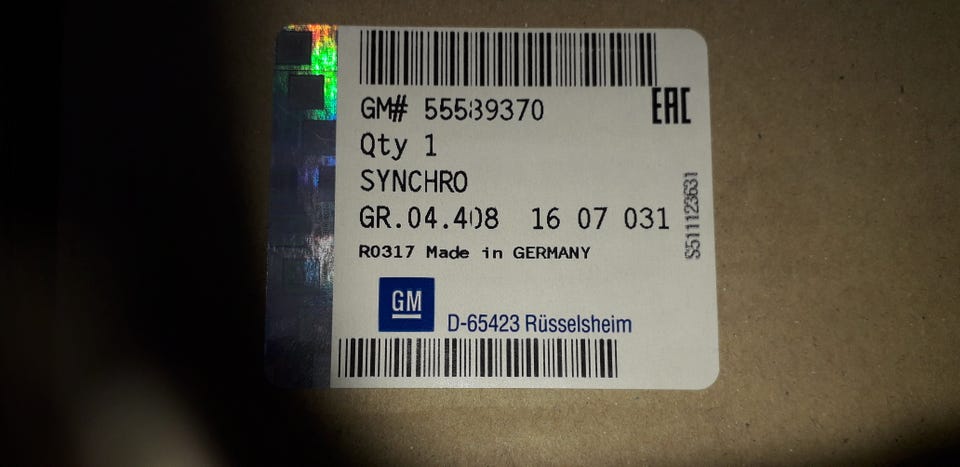 GM# 55589370
EAC
Qty 1
SYNCHRO
GR.04.408 16 07 031
S511123631
R0317 Made in GERMANY
GM
D-65423 Rüsselsheim